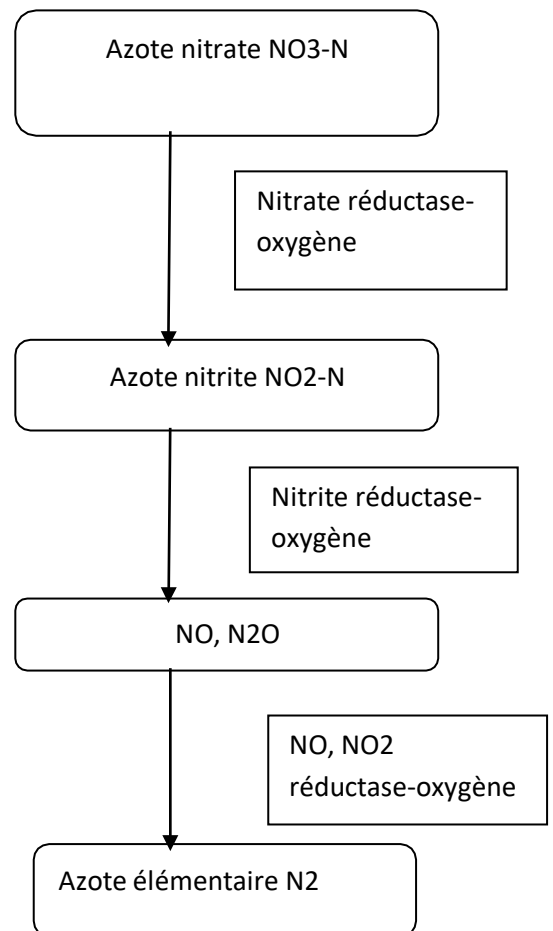 Azote nitrate NO3-N
Nitrate réductase-
oxygène
Azote nitrite NO2-N
Nitrite réductase-
oxygène
NO, N2O
NO, NO2
réductase-oxygène
Azote élémentaire N2